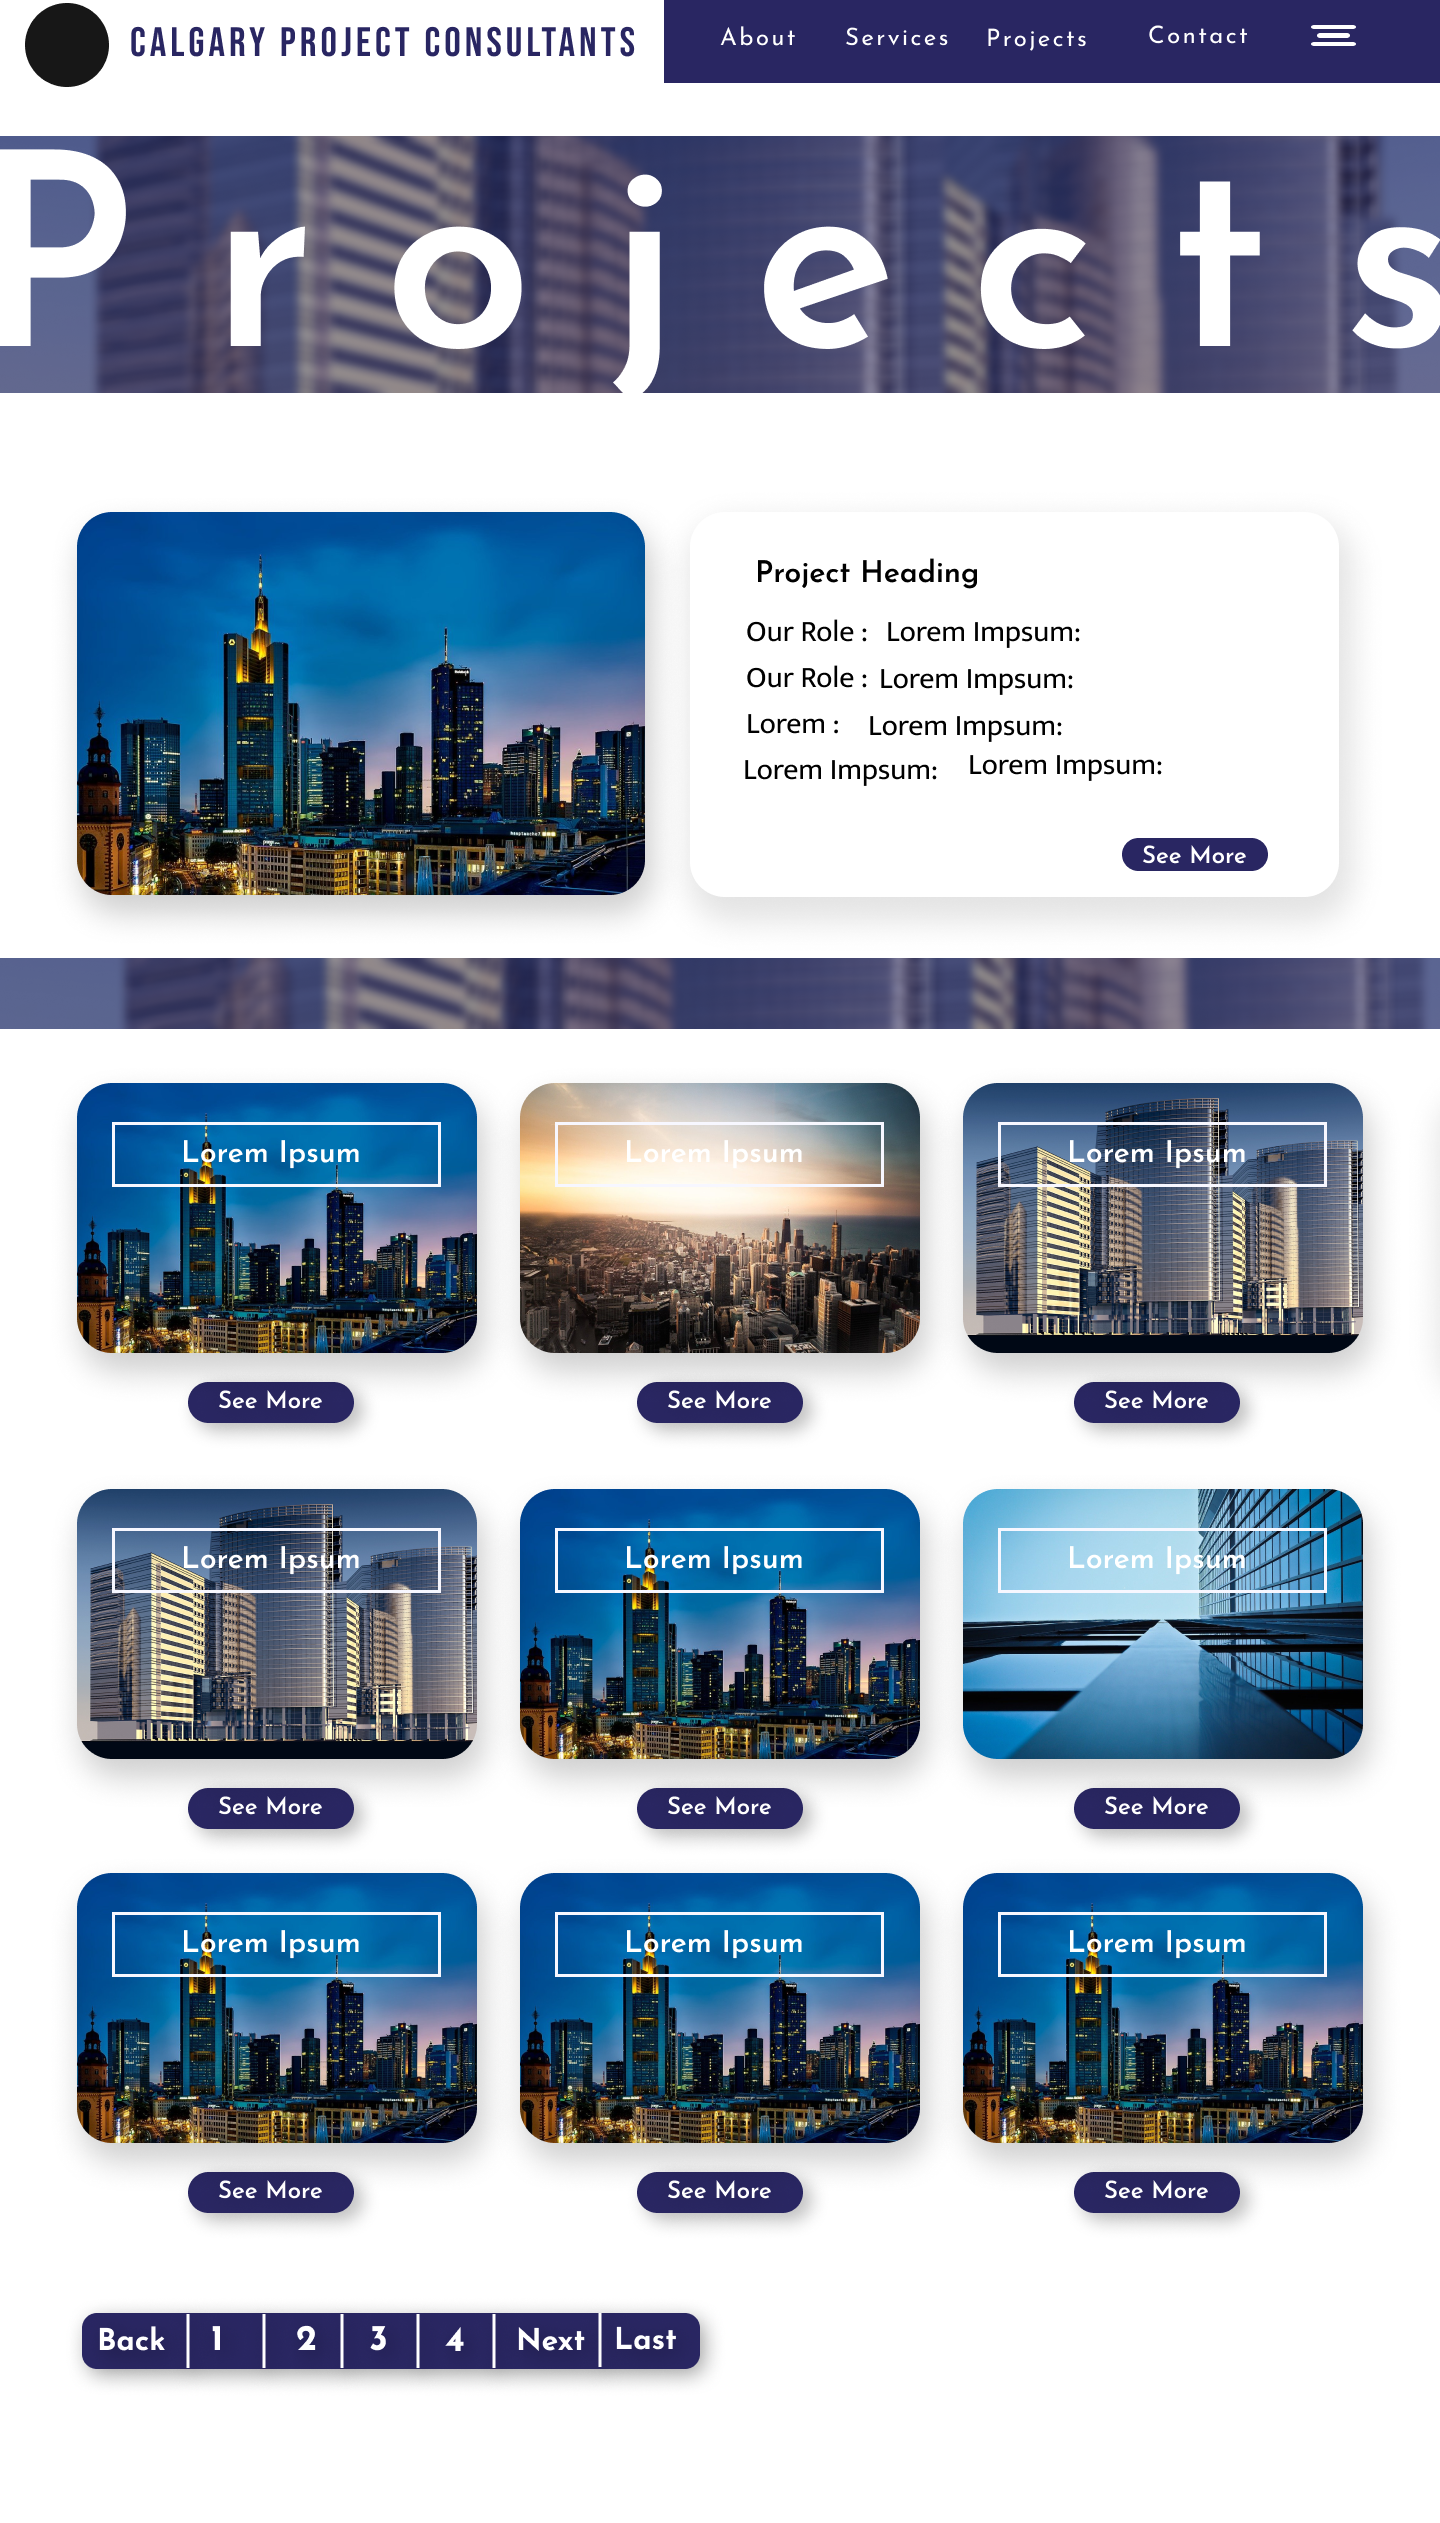 CALGARY PROJECT CONSULTANTS About Services Projects Contact
Projects
Project Heading
Our Role : Lorem Impsum:
Our Role : Lorem Impsum:
Lorem : Lorem Impsum:
Lorem Impsum: Lorem Impsum:
See More
Lorem Ipsum Lorem Ipsum Lorem Ipsum
See More See More See More
Lorem Ipsum Lorem Ipsum Lorem Ipsum
See More See More See More
Lorem Ipsum Lorem Ipsum Lorem Ipsum
See More See More See More
Back 1 2 3 4 Next Last